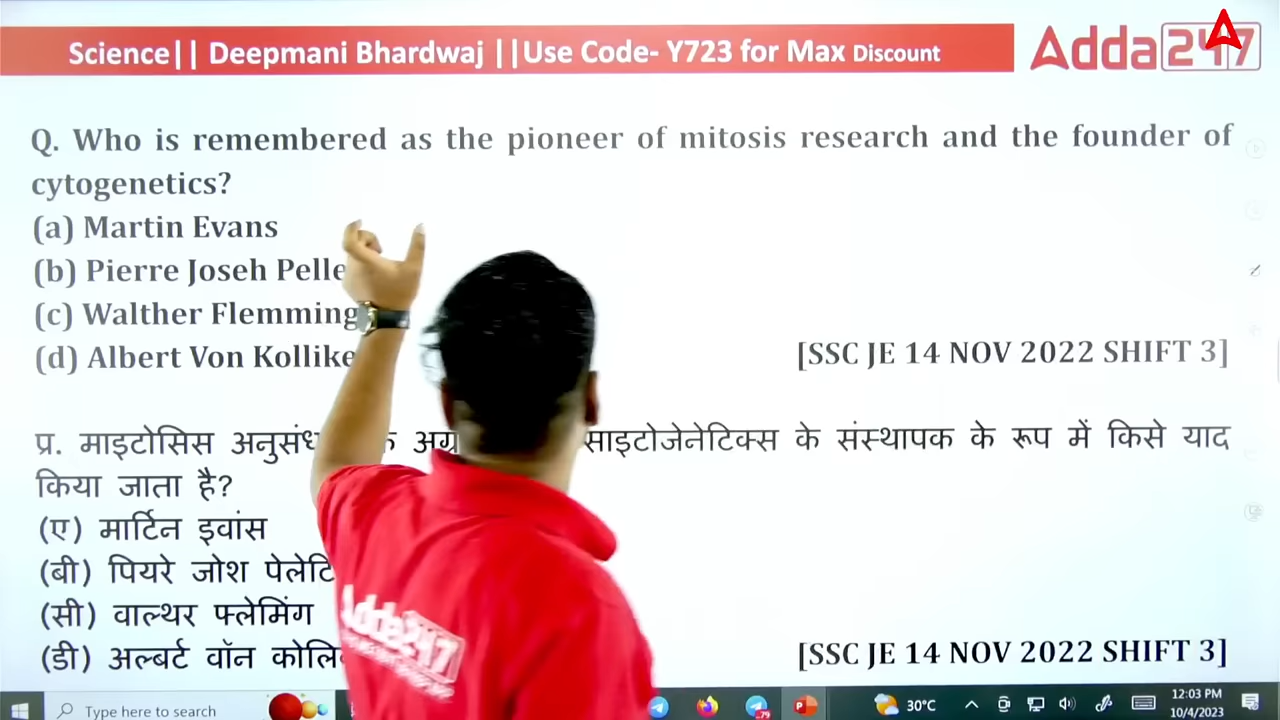 Science|| Deepmani Bhardwaj ||Use Code- Y723 for Max Discount
Adda247
Q. Who is remembered as the pioneer of mitosis research and the founder of
cytogenetics?
(a) Martin Evans
(b) Pierre Joseh Pelle
(c) Walther Flemming
(d) Albert Von Kollike
[SSC JE 14 NOV 2022 SHIFT 3]
प्र. माइटोसिस साइटोजेनेटिक्स के संस्थापक के रूप में किसे याद
किया जाता है?
(ए) मार्टिन इवांस
(बी) पियरे जोश पेलेटि
(सी) वाल्थर फ्लेमिंग
(डी) अल्बर्ट वॉन कोलि
[SSC JE 14 NOV 2022 SHIFT 3]
Adda247
Type here to search
30°C
12:03 PM
10/4/2023